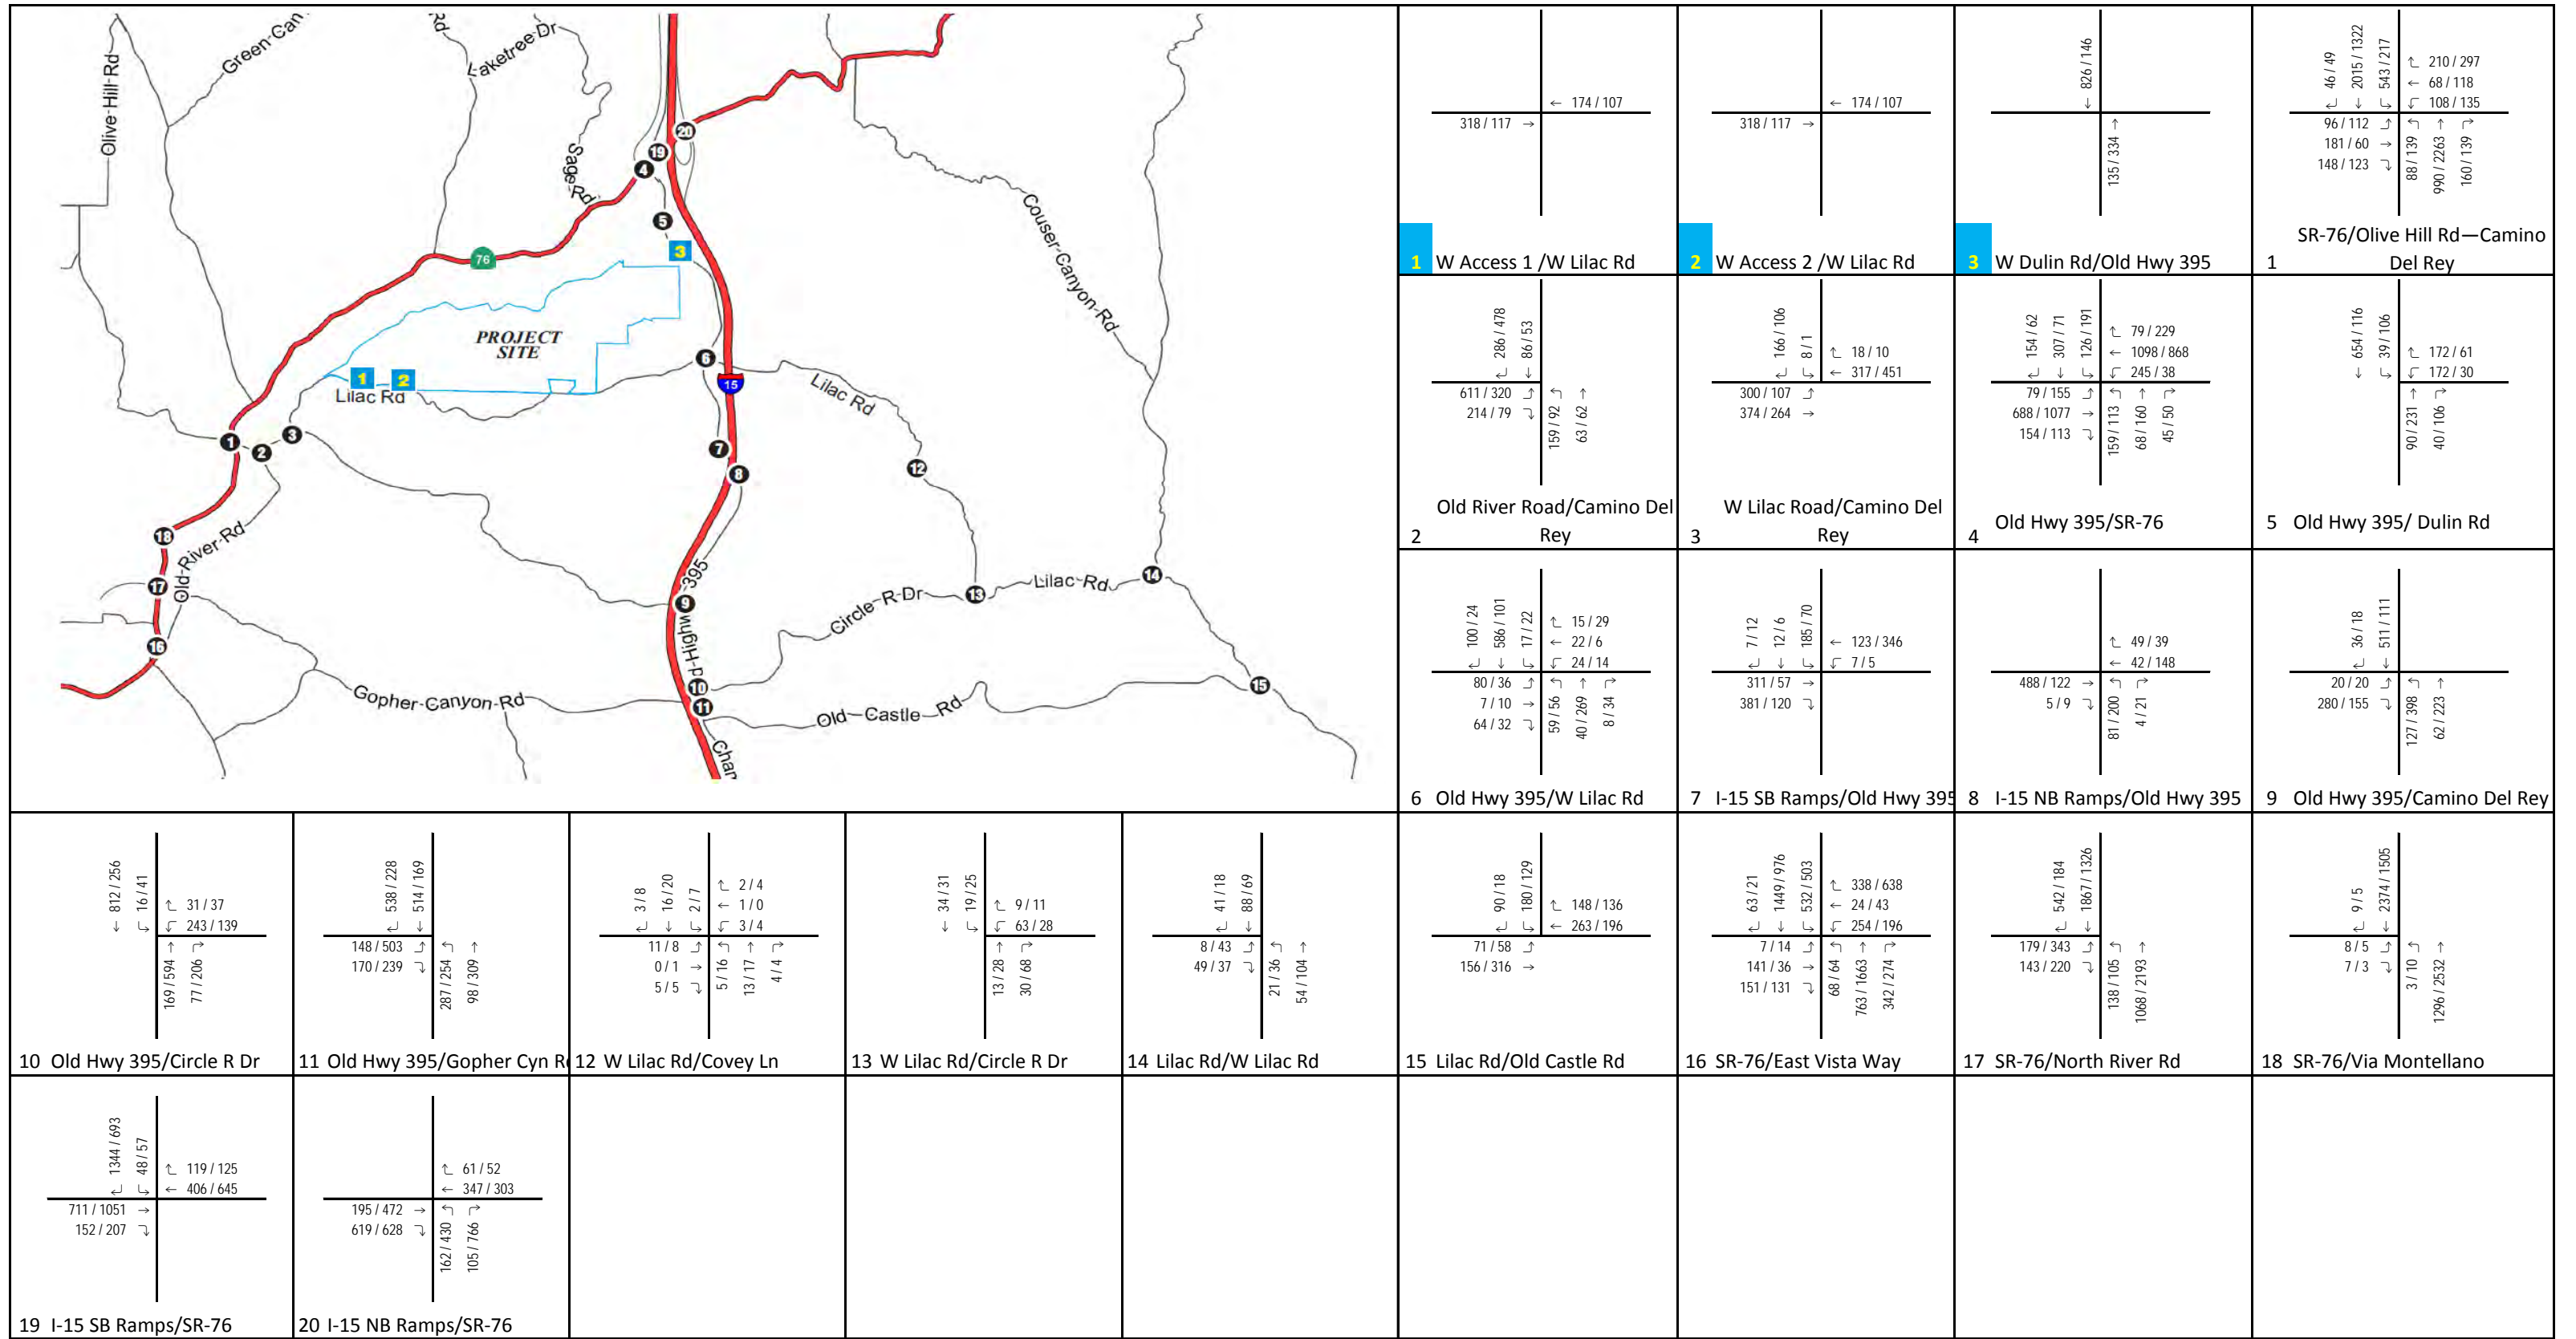 Olive Hill Rd
Green Can
Rd
Laketree Dr
Sage Rd
20
19
4
5
3
76
Couser Canyon Rd
PROJECT
SITE
1
2
Lilac Rd
6
15
Lilac Rd
1
2
3
7
8
12
18
Old River Rd
17
16
395
9
d High
10
11
Circle R Dr
13
Lilac Rd
14
15
Gopher Canyon Rd
Old Castle Rd
Char
← 174 / 107
318 / 117 →
1 W Access 1 /W Lilac Rd
← 174 / 107
318 / 117 →
2 W Access 2 /W Lilac Rd
826 / 146
135 / 334
3 W Dulin Rd/Old Hwy 395
46 / 49
2015 / 1322
543 / 217
210 / 297
← 68 / 118
108 / 135
96 / 112
181 / 60 →
148 / 123
88 / 139
990 / 2263
160 / 139
SR-76/Olive Hill Rd—Camino
1 Del Rey
286 / 478
86 / 53
611 / 320
214 / 79
159 / 92
63 / 62
Old River Road/Camino Del
2 Rey
166 / 106
8 / 1
18 / 10
← 317 / 451
300 / 107
374 / 264 →
W Lilac Road/Camino Del
3 Rey
154 / 62
307 / 71
126 / 191
79 / 229
← 1098 / 868
245 / 38
79 / 155
688 / 1077 →
154 / 113
159 / 113
68 / 160
45 / 50
4 Old Hwy 395/SR-76
654 / 116
39 / 106
172 / 61
172 / 30
90 / 231
40 / 106
5 Old Hwy 395/ Dulin Rd
100 / 24
586 / 101
17 / 22
15 / 29
← 22 / 6
24 / 14
80 / 36
7 / 10 →
64 / 32
59 / 56
40 / 269
8 / 34
6 Old Hwy 395/W Lilac Rd
7 / 12
12 / 6
185 / 70
← 123 / 346
7 / 5
311 / 57 →
381 / 120
7 I-15 SB Ramps/Old Hwy 395
49 / 39
← 42 / 148
488 / 122 →
5 / 9
81 / 200
4 / 21
8 I-15 NB Ramps/Old Hwy 395
36 / 18
511 / 111
20 / 20
280 / 155
127 / 398
62 / 223
9 Old Hwy 395/Camino Del Rey
812 / 256
16 / 41
31 / 37
243 / 139
169 / 594
77 / 206
10 Old Hwy 395/Circle R Dr
538 / 228
514 / 169
148 / 503
170 / 239
287 / 254
98 / 309
11 Old Hwy 395/Gopher Cyn R
3 / 8
16 / 20
2 / 7
2 / 4
← 1 / 0
3 / 4
11 / 8
0 / 1 →
5 / 5
5 / 16
13 / 17
4 / 4
12 W Lilac Rd/Covey Ln
34 / 31
19 / 25
9 / 11
63 / 28
13 / 28
30 / 68
13 W Lilac Rd/Circle R Dr
41 / 18
88 / 69
8 / 43
49 / 37
21 / 36
54 / 104
14 Lilac Rd/W Lilac Rd
90 / 18
180 / 129
148 / 136
← 263 / 196
71 / 58
156 / 316 →
15 Lilac Rd/Old Castle Rd
63 / 21
1449 / 976
532 / 503
338 / 638
← 24 / 43
254 / 196
7 / 14
141 / 36 →
151 / 131
68 / 64
763 / 1663
342 / 274
16 SR-76/East Vista Way
542 / 184
1867 / 1326
179 / 343
143 / 220
138 / 105
1068 / 2193
17 SR-76/North River Rd
9 / 5
2374 / 1505
8 / 5
7 / 3
3 / 10
1296 / 2532
18 SR-76/Via Montellano
1344 / 693
48 / 57
119 / 125
← 406 / 645
711 / 1051 →
152 / 207
19 I-15 SB Ramps/SR-76
61 / 52
← 347 / 303
195 / 472 →
619 / 628
162 / 430
105 / 766
20 I-15 NB Ramps/SR-76